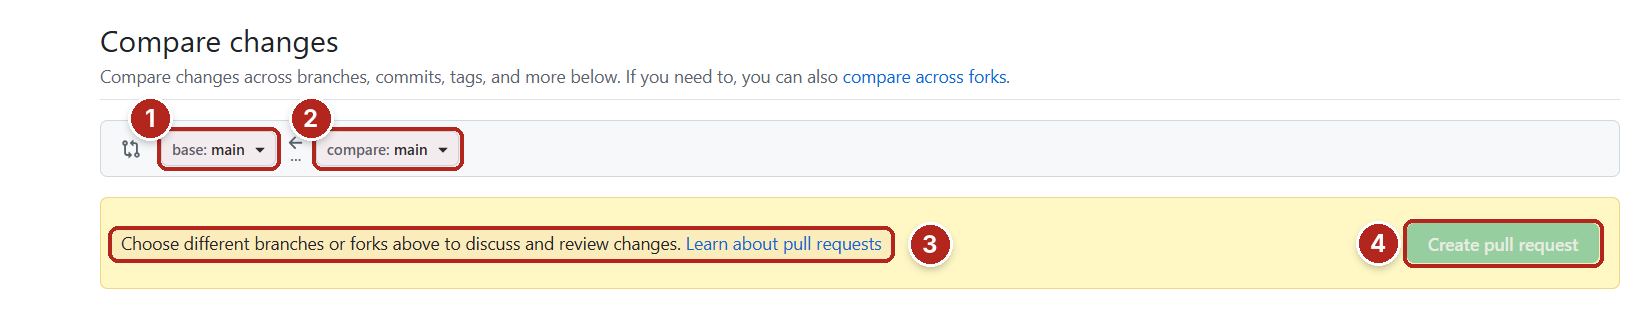 Compare changes
Compare changes across branches, commits, tags, and more below. If you need to, you can also compare across forks.
1 2
base: main ... compare: main
Choose different branches or forks above to discuss and review changes. Learn about pull requests 3 4 Create pull request